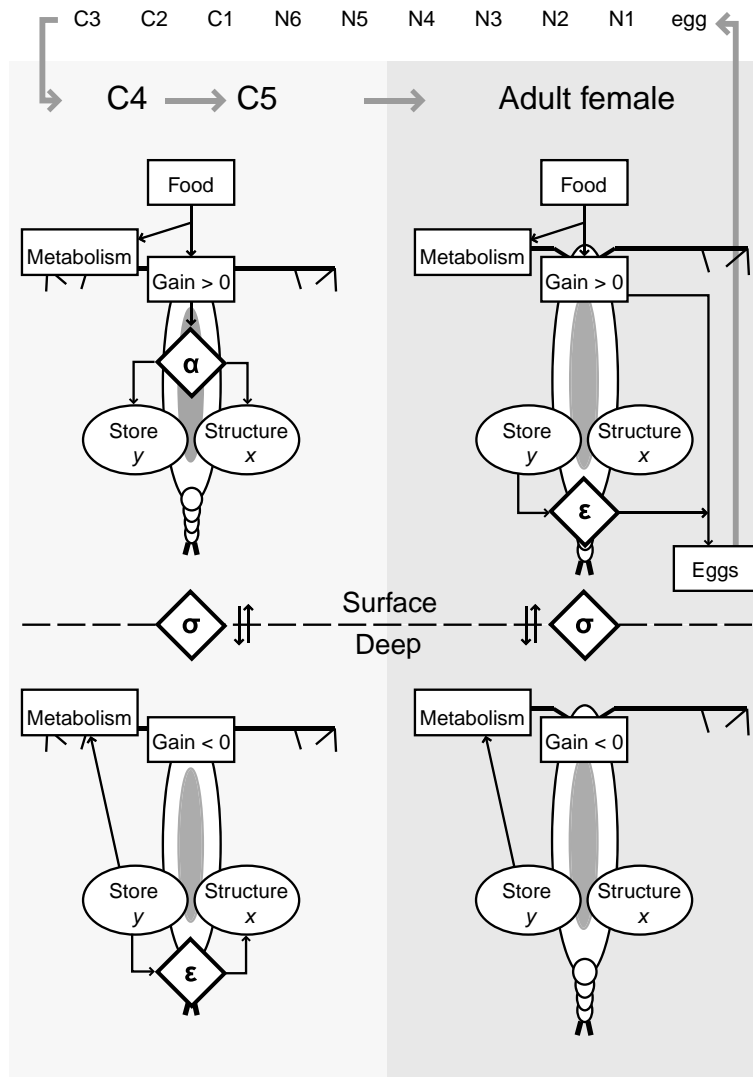 C3 C2 C1 N6 N5 N4 N3 N2 N1 egg
C4 C5 Adult female
Food Food
Metabolism Metabolism
Gain > 0 Gain > 0
α
Store Structure Store Structure
y x y x
ε
Eggs
Surface
σ σ
Deep
Metabolism Metabolism
Gain < 0 Gain < 0
Store Structure Store Structure
y x y x
ε